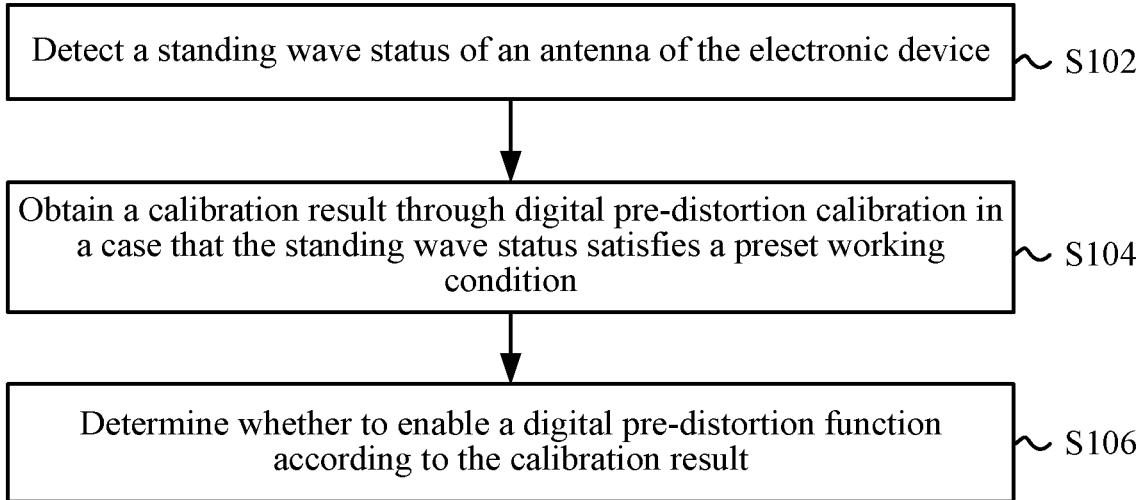 Detect a standing wave status of an antenna of the electronic device
S102
Obtain a calibration result through digital pre-distortion calibration in
a case that the standing wave status satisfies a preset working
condition
S104
Determine whether to enable a digital pre-distortion function
according to the calibration result
S106